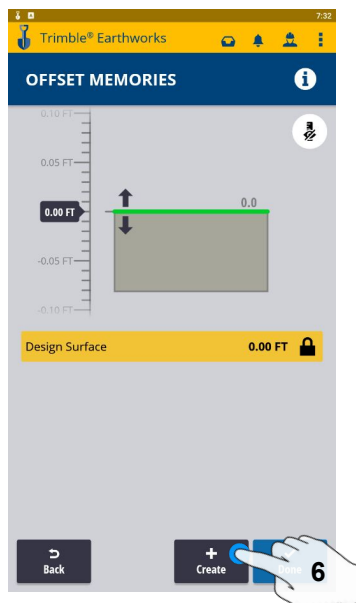 7:32
Trimble® Earthworks
OFFSET MEMORIES
i
0.10 FT
0.05 FT
0.0
0.00 FT
-0.05 FT
-0.10 FT
Design Surface 0.00 FT
Back Create Done 6